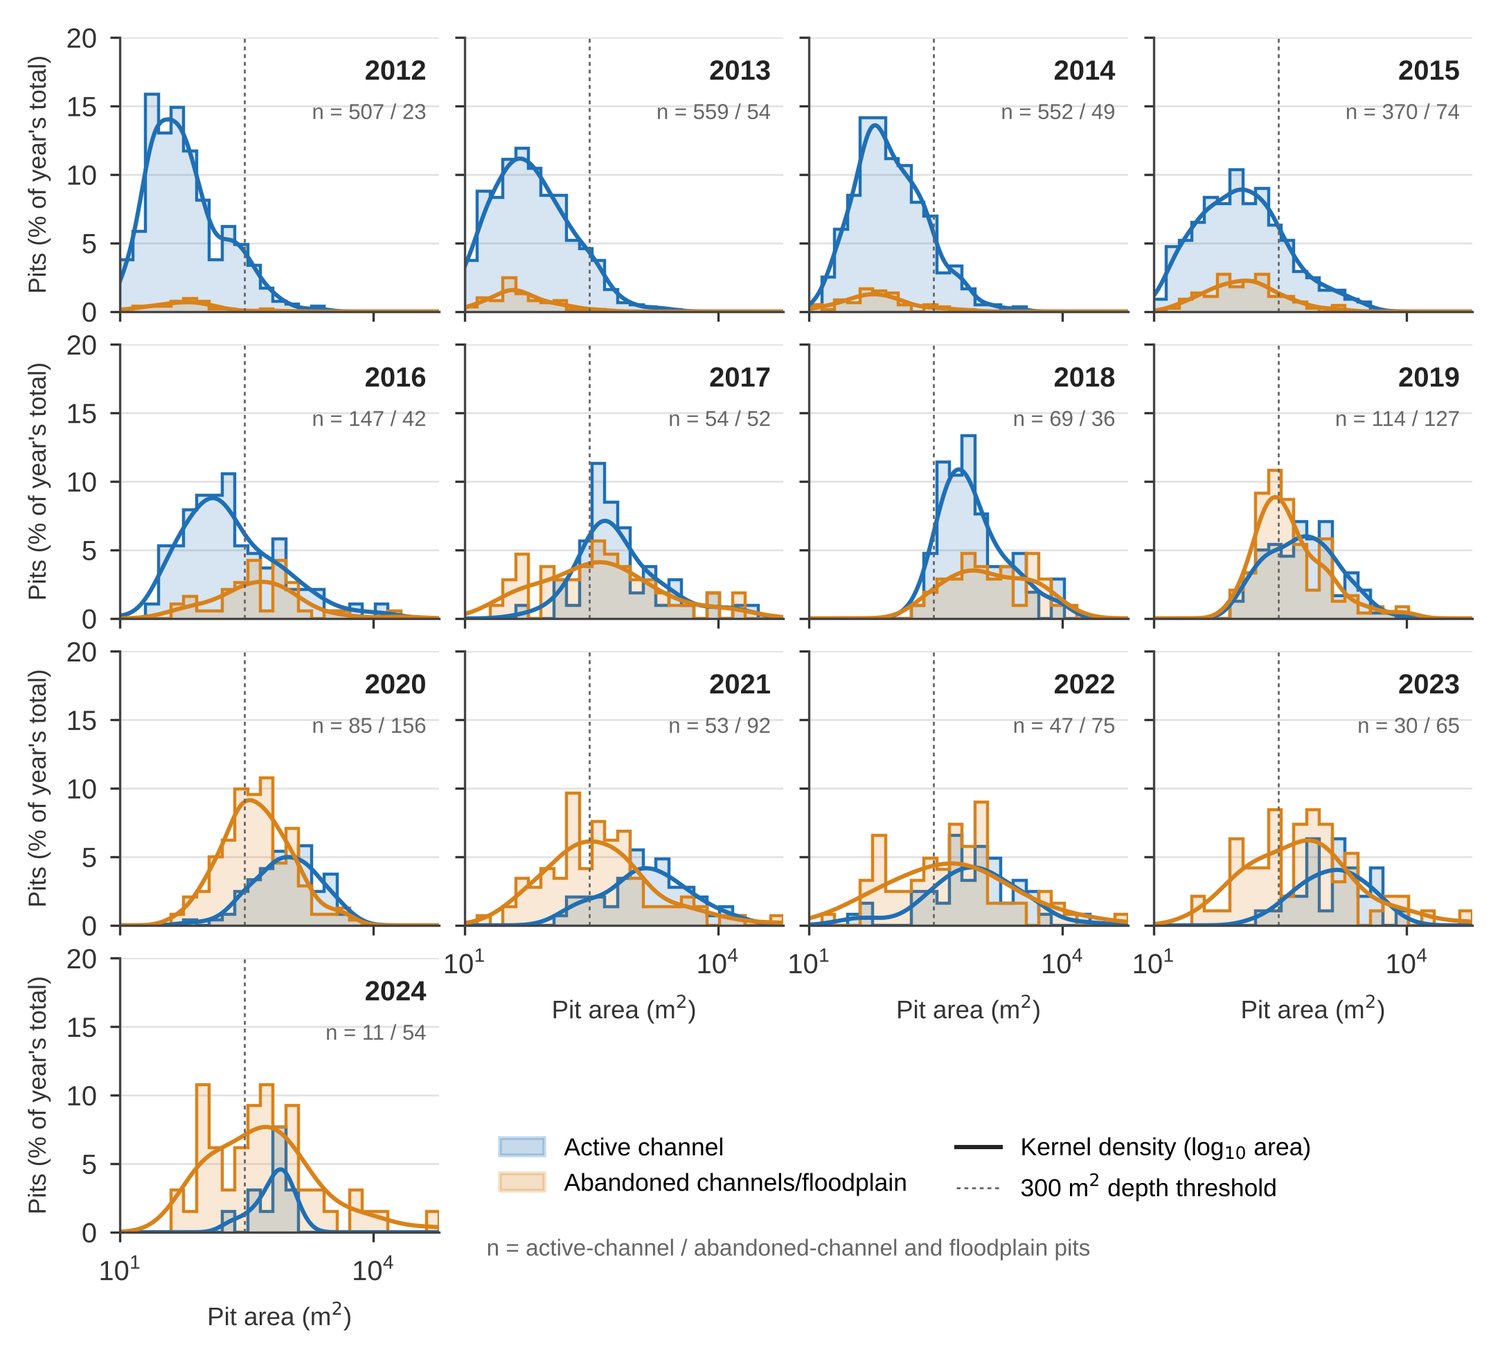 20
15
10
5
0
Pits (% of year's total)
2012
n = 507 / 23
2013
n = 559 / 54
2014
n = 552 / 49
2015
n = 370 / 74
20
15
10
5
0
Pits (% of year's total)
2016
n = 147 / 42
2017
n = 54 / 52
2018
n = 69 / 36
2019
n = 114 / 127
20
15
10
5
0
Pits (% of year's total)
2020
n = 85 / 156
2021
n = 53 / 92
2022
n = 47 / 75
2023
n = 30 / 65
10¹ 10⁴
Pit area (m²)
10¹ 10⁴
Pit area (m²)
10¹ 10⁴
Pit area (m²)
20
15
10
5
0
Pits (% of year's total)
2024
n = 11 / 54
10¹ 10⁴
Pit area (m²)
Active channel
Abandoned channels/floodplain
Kernel density (log₁₀ area)
300 m² depth threshold
n = active-channel / abandoned-channel and floodplain pits